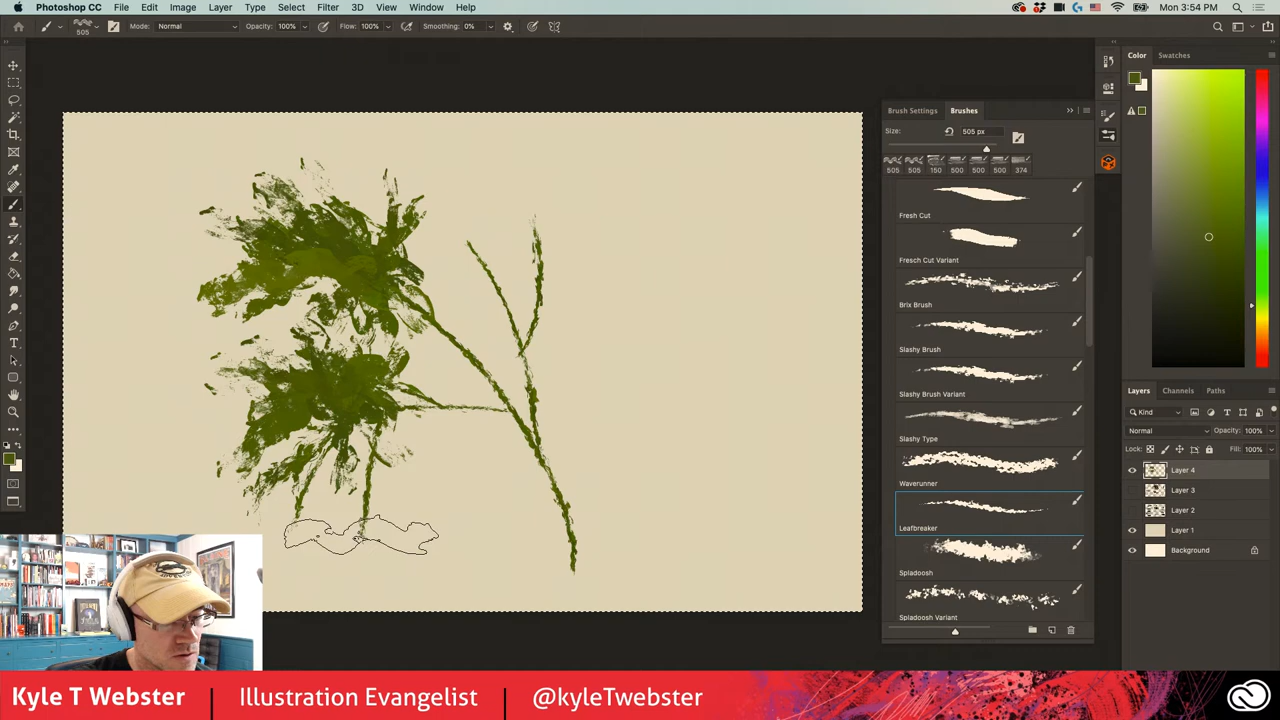 Photoshop CC File Edit Image Layer Type Select Filter 3D View Window Help Mon 3:54 PM
505 Mode: Normal Opacity: 100% Flow: 100% Smoothing: 0%
Brush Settings Brushes
Size: 505 px
505 505 150 500 500 500 374
Fresh Cut
Fresch Cut Variant
Brix Brush
Slashy Brush
Slashy Brush Variant
Slashy Type
Waverunner
Leafbreaker
Spladoosh
Spladoosh Variant
Color Swatches
Layers Channels Paths
Kind
Normal Opacity: 100%
Lock: Fill: 100%
Layer 4
Layer 3
Layer 2
Layer 1
Background
Kyle T Webster | Illustration Evangelist | @kyleTwebster